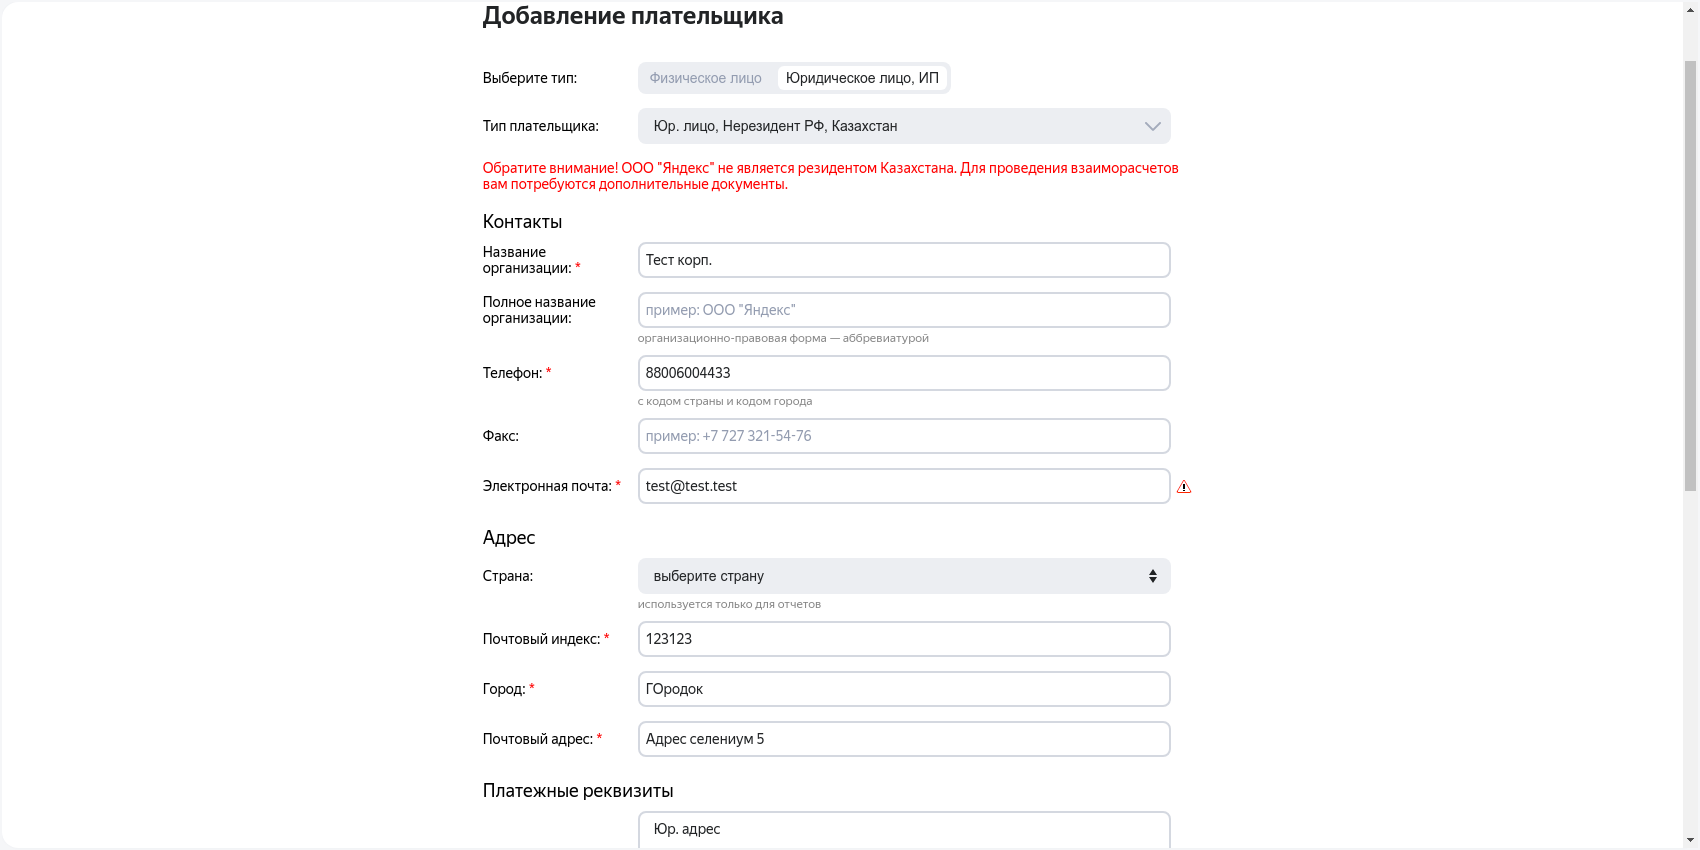 Добавление плательщика
Выберите тип:
Физическое лицо
Юридическое лицо, ИП
Тип плательщика:
Юр. лицо, Нерезидент РФ, Казахстан
Обратите внимание! ООО "Яндекс" не является резидентом Казахстана. Для проведения взаиморасчетов
вам потребуются дополнительные документы.
Контакты
Название
организации: *
Тест корп.
Полное название
организации:
пример: ООО "Яндекс"
организационно-правовая форма — аббревиатурой
Телефон: *
88006004433
с кодом страны и кодом города
Факс:
пример: +7 727 321-54-76
Электронная почта: *
test@test.test
Адрес
Страна:
выберите страну
используется только для отчетов
Почтовый индекс: *
123123
Город: *
ГОродок
Почтовый адрес: *
Адрес селениум 5
Платежные реквизиты
Юр. адрес